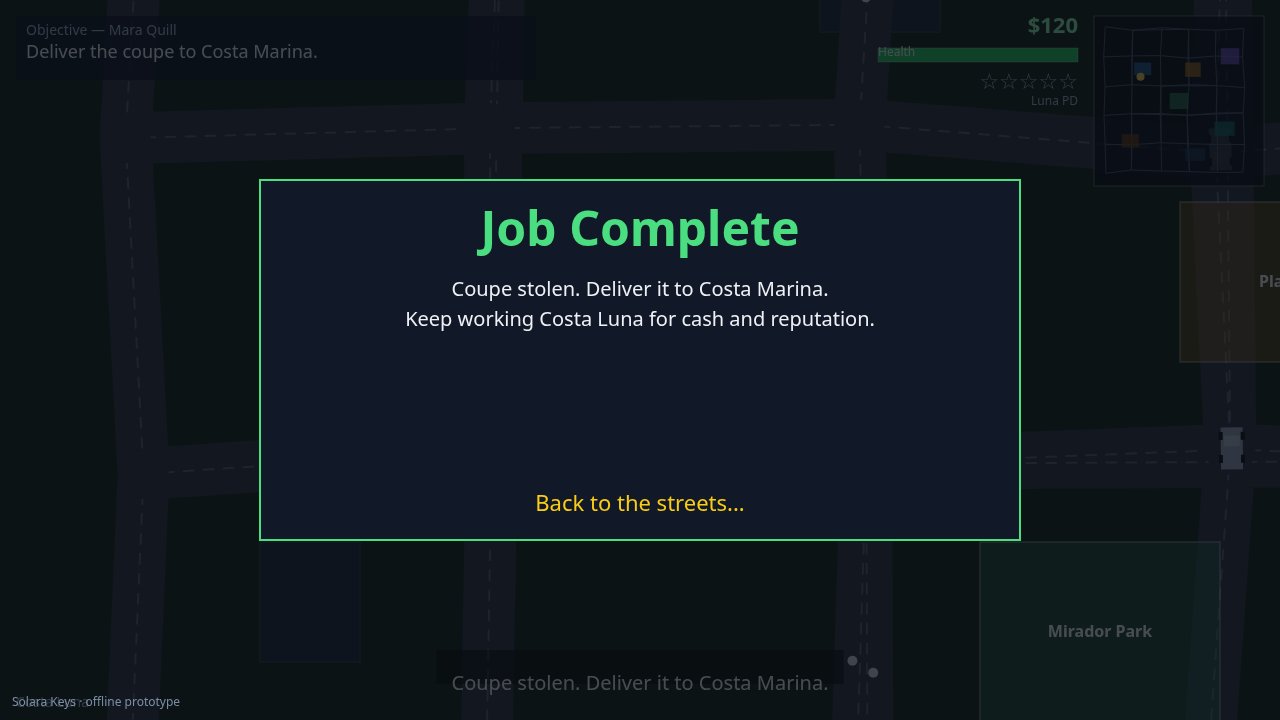 Objective — Mara Quill
Deliver the coupe to Costa Marina.
$120
Health
☆☆☆☆☆
Luna PD
Job Complete
Coupe stolen. Deliver it to Costa Marina.
Keep working Costa Luna for cash and reputation.
Back to the streets...
Mirador Park
Coupe stolen. Deliver it to Costa Marina.
Solara Keys · offline prototype